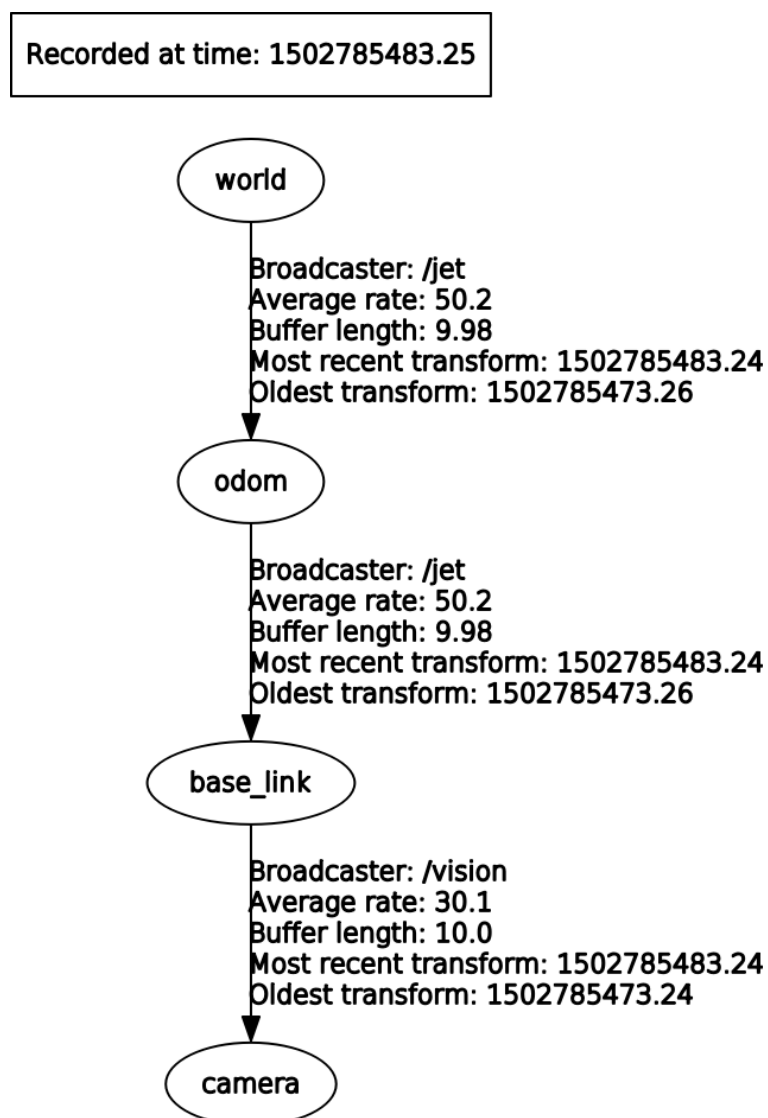 Recorded at time: 1502785483.25
world
Broadcaster: /jet
Average rate: 50.2
Buffer length: 9.98
Most recent transform: 1502785483.24
Oldest transform: 1502785473.26
odom
Broadcaster: /jet
Average rate: 50.2
Buffer length: 9.98
Most recent transform: 1502785483.24
Oldest transform: 1502785473.26
base_link
Broadcaster: /vision
Average rate: 30.1
Buffer length: 10.0
Most recent transform: 1502785483.24
Oldest transform: 1502785473.24
camera